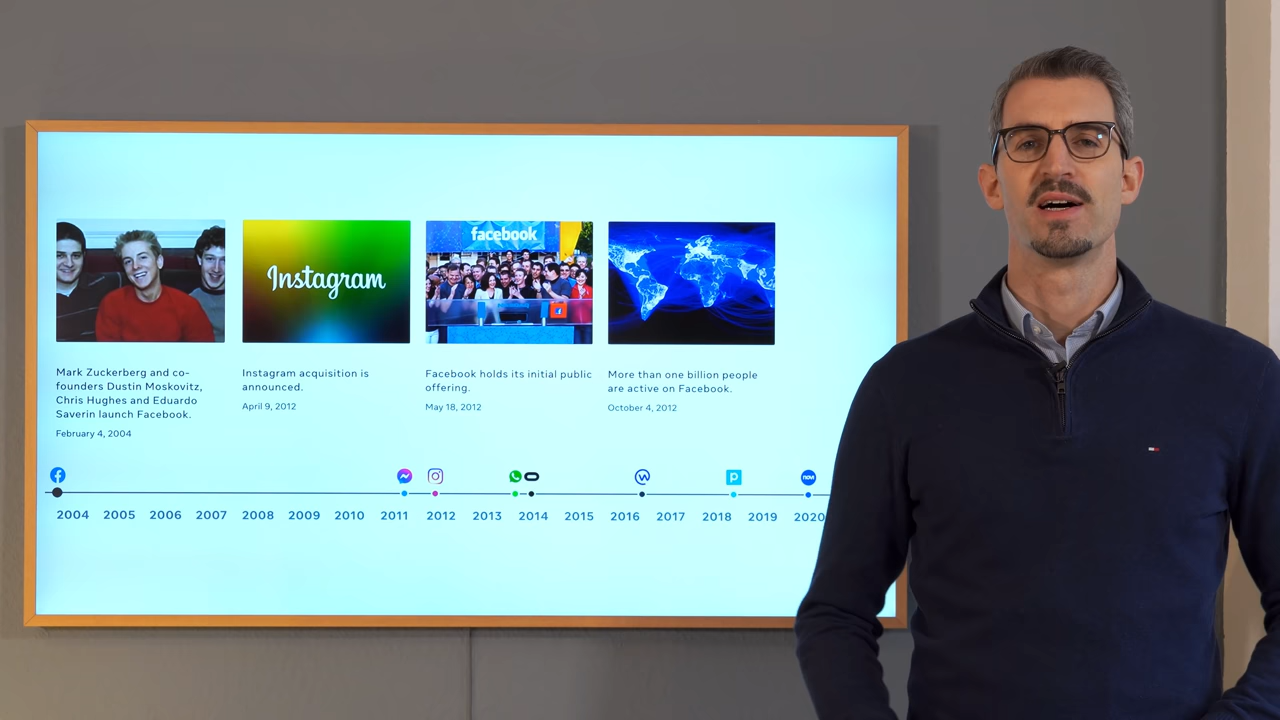 Instagram
facebook
Mark Zuckerberg and co-
founders Dustin Moskovitz,
Chris Hughes and Eduardo
Saverin launch Facebook.
February 4, 2004
Instagram acquisition is
announced.
April 9, 2012
Facebook holds its initial public
offering.
May 18, 2012
More than one billion people
are active on Facebook.
October 4, 2012
novi
2004 2005 2006 2007 2008 2009 2010 2011 2012 2013 2014 2015 2016 2017 2018 2019 2020